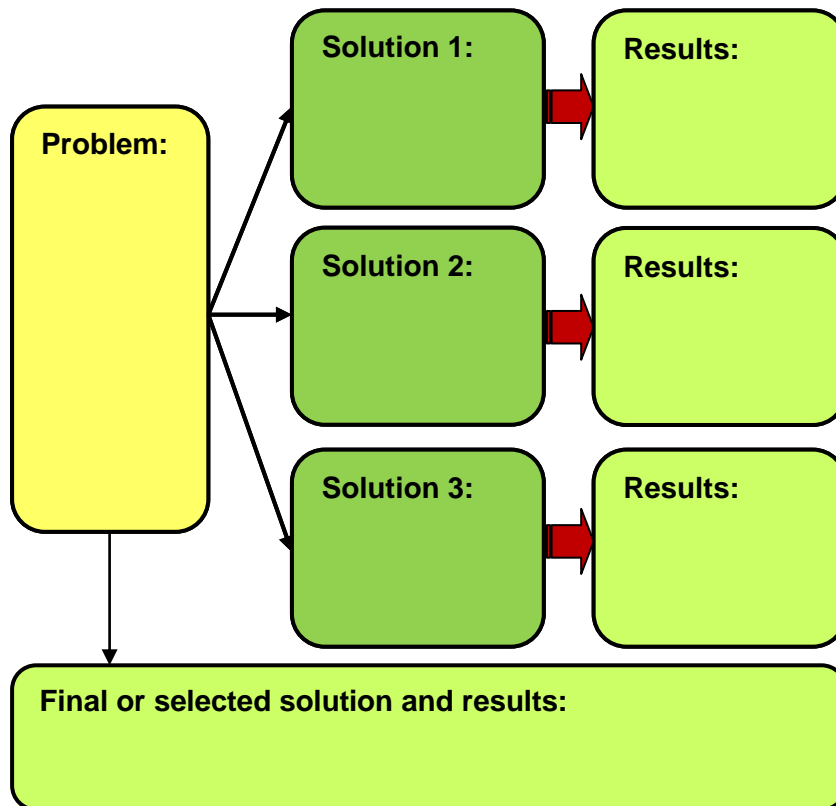 Problem:
Solution 1:
Results:
Solution 2:
Results:
Solution 3:
Results:
Final or selected solution and results: